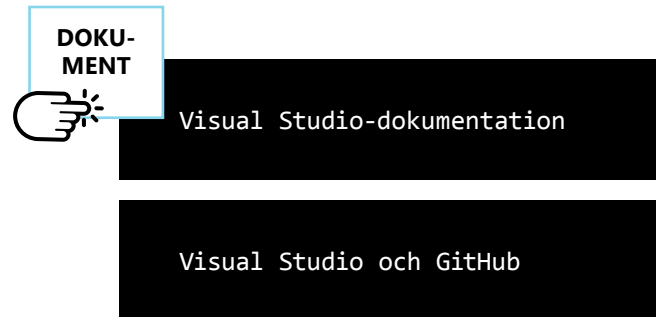 DOKU-
MENT
Visual Studio-dokumentation
Visual Studio och GitHub